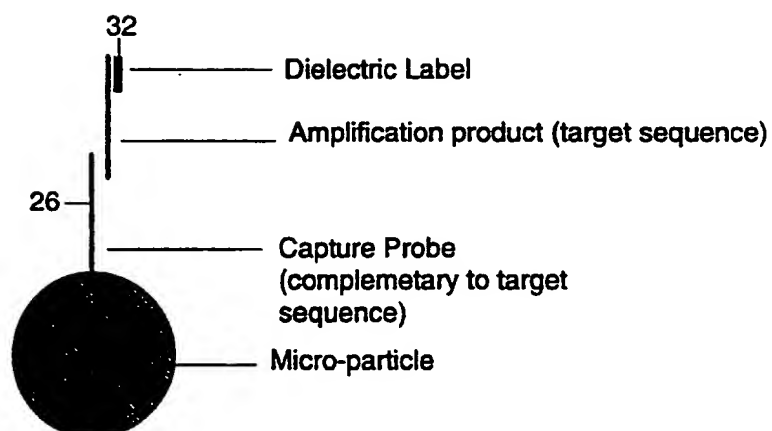 32
Dielectric Label
Amplification product (target sequence)
26
Capture Probe
(complemetary to target
sequence)
Micro-particle